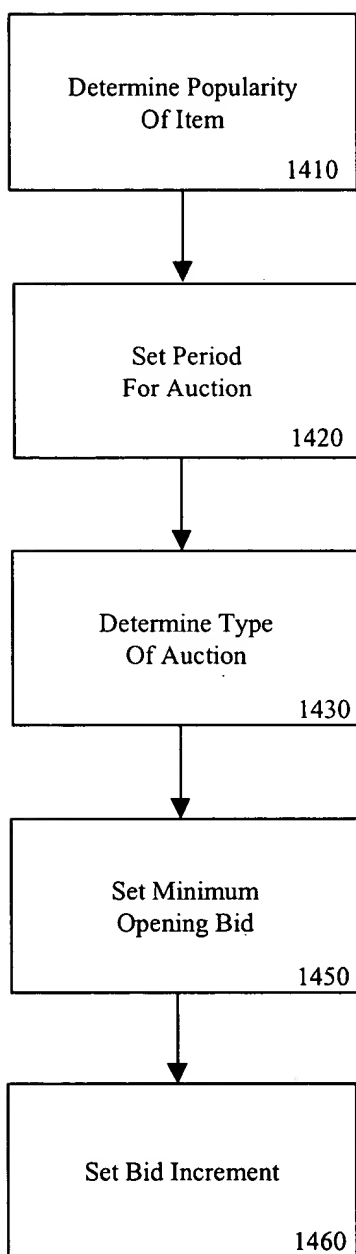 Determine Popularity
Of Item
1410
Set Period
For Auction
1420
Determine Type
Of Auction
1430
Set Minimum
Opening Bid
1450
Set Bid Increment
1460